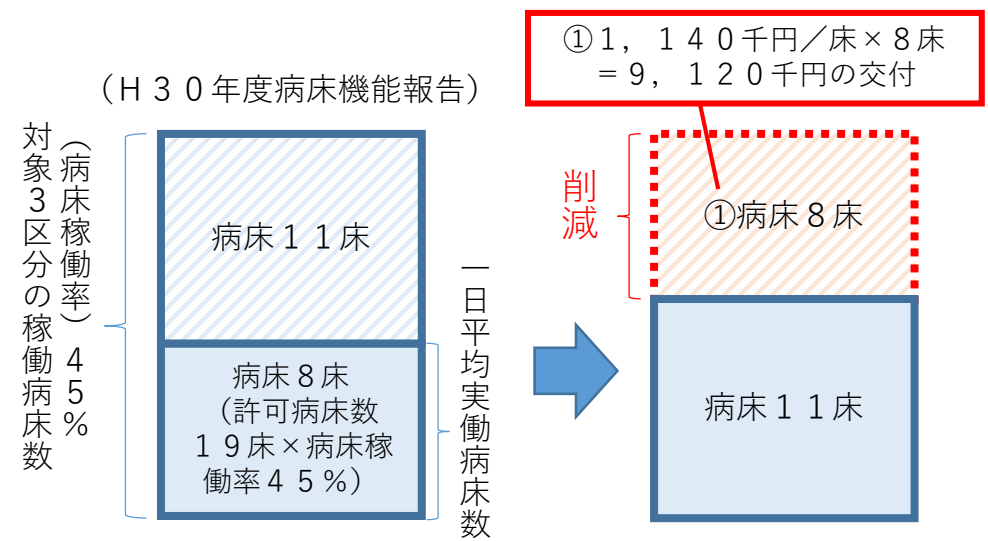 （Ｈ３０年度病床機能報告）
対象３区分の稼働病床数
（病床稼働率）４５％
病床１１床
病床８床
（許可病床数
１９床×病床稼
働率４５％）
一日平均実働病床数
①１，１４０千円／床×８床
＝９，１２０千円の交付
削減
①病床８床
病床１１床